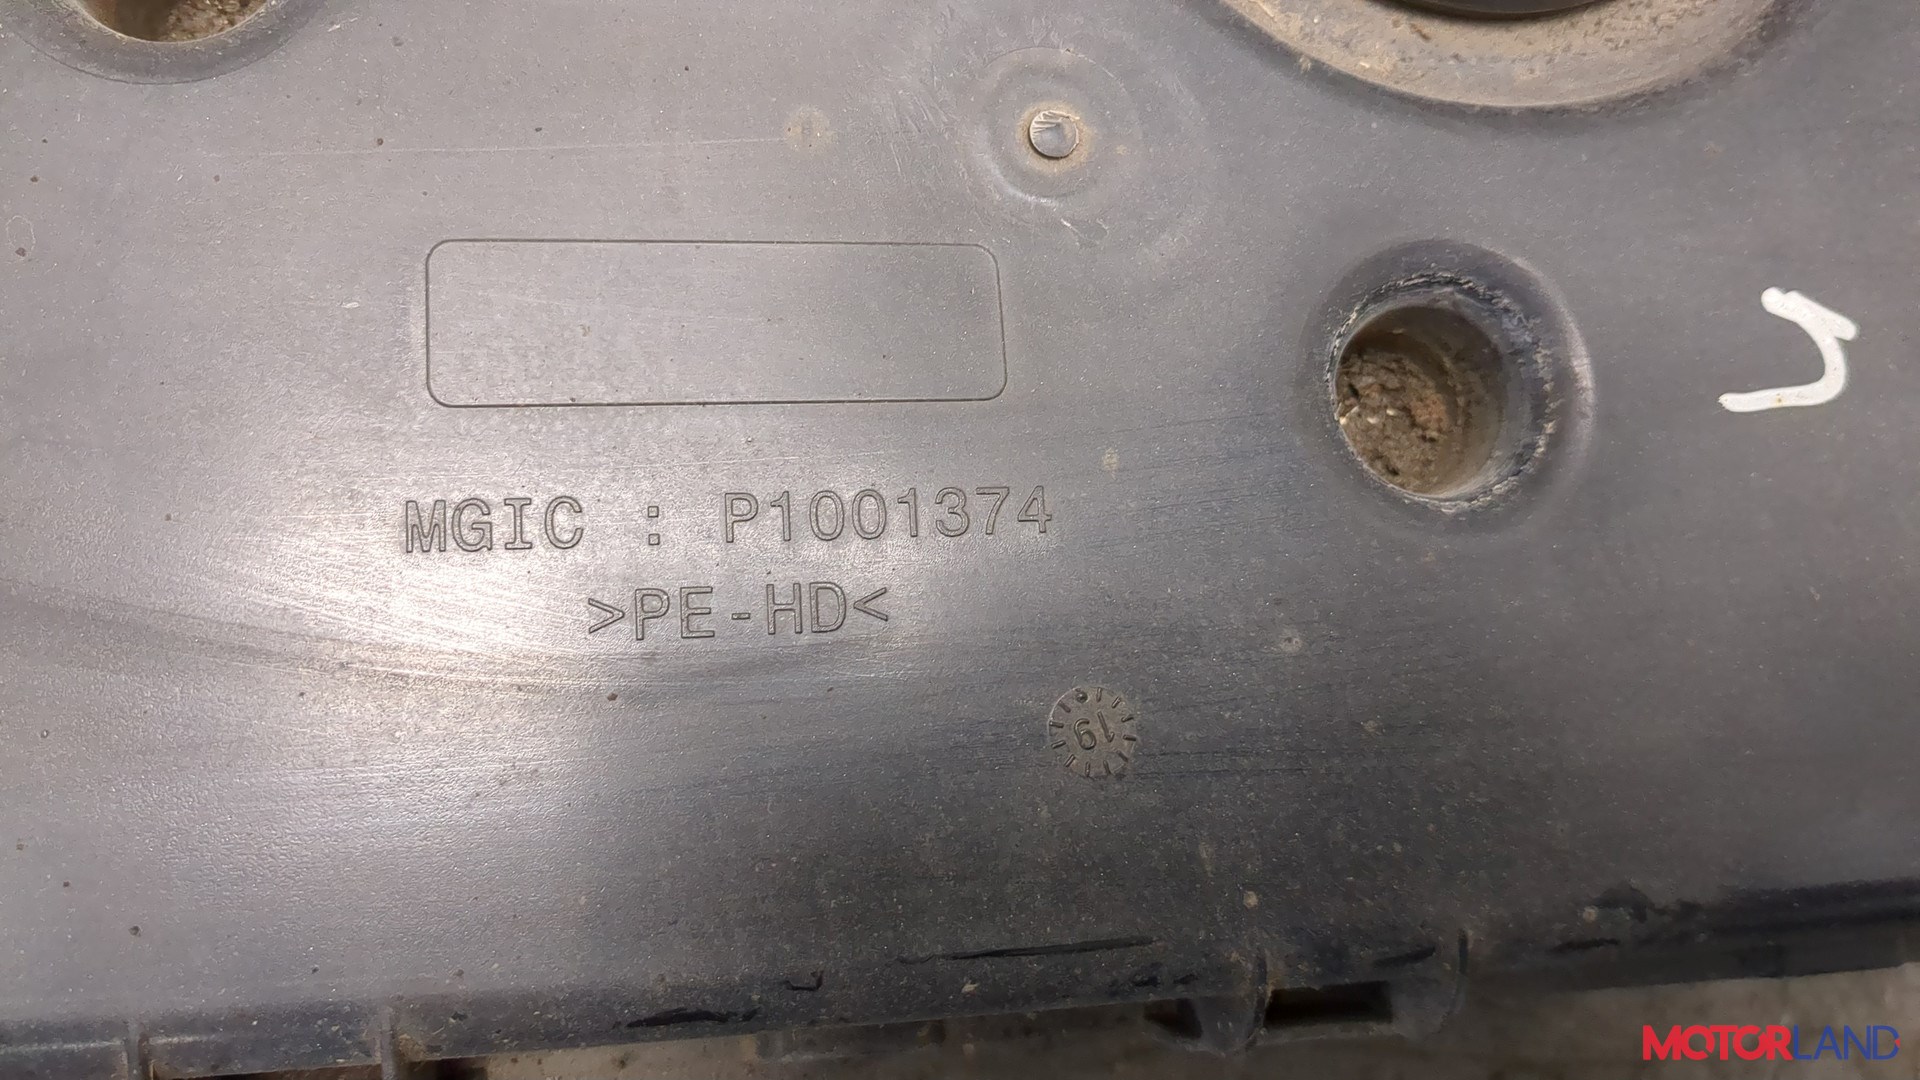 MGIC : P1001374
>PE-HD<
19
MOTORLAND